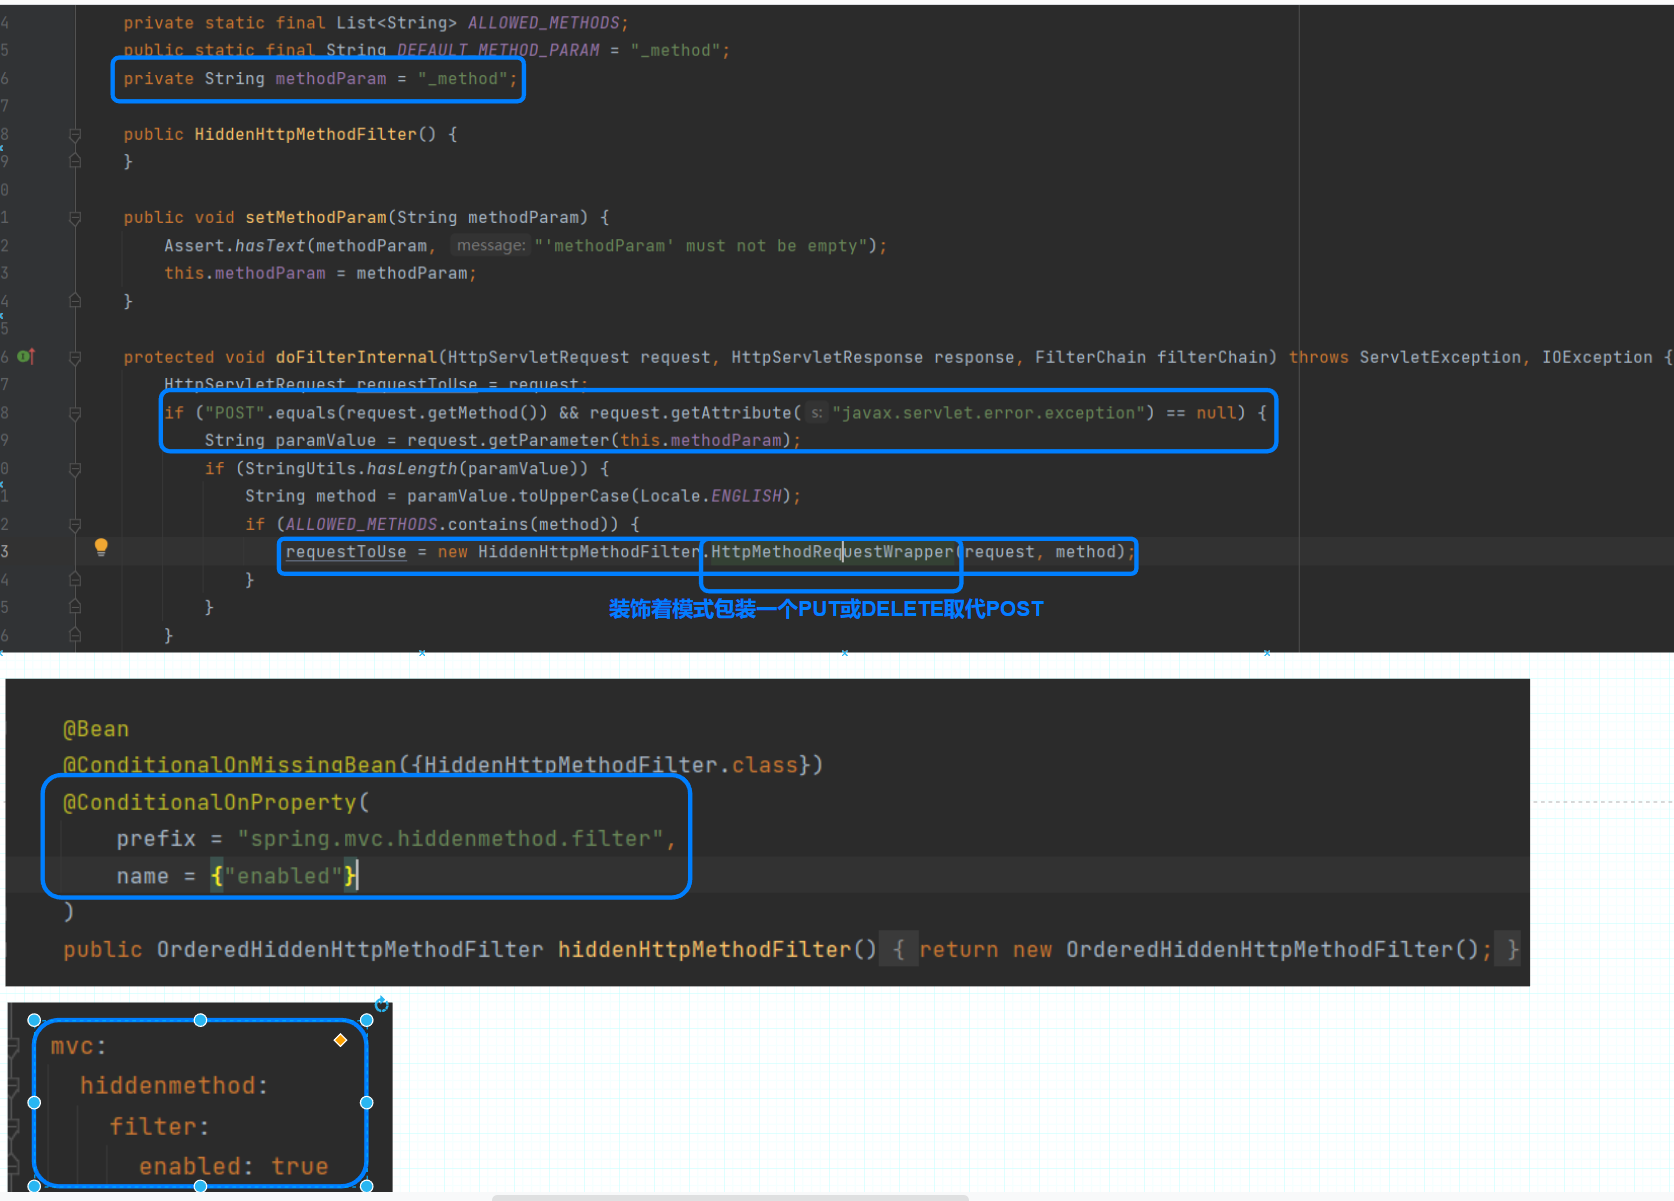 4 private static final List<String> ALLOWED_METHODS;
5 public static final String DEFAULT_METHOD_PARAM = "_method";
6 private String methodParam = "_method";
7
8 public HiddenHttpMethodFilter() {
9 }
0
1 public void setMethodParam(String methodParam) {
2 Assert.hasText(methodParam, message: "'methodParam' must not be empty");
3 this.methodParam = methodParam;
4 }
5
6 protected void doFilterInternal(HttpServletRequest request, HttpServletResponse response, FilterChain filterChain) throws ServletException, IOException {
7 HttpServletRequest requestToUse = request;
8 if ("POST".equals(request.getMethod()) && request.getAttribute( s: "javax.servlet.error.exception") == null) {
9 String paramValue = request.getParameter(this.methodParam);
0 if (StringUtils.hasLength(paramValue)) {
1 String method = paramValue.toUpperCase(Locale.ENGLISH);
2 if (ALLOWED_METHODS.contains(method)) {
3 requestToUse = new HiddenHttpMethodFilter.HttpMethodRequestWrapper(request, method);
4 }
5 }
装饰着模式包装一个PUT或DELETE取代POST
6 }
@Bean
@ConditionalOnMissingBean({HiddenHttpMethodFilter.class})
@ConditionalOnProperty(
prefix = "spring.mvc.hiddenmethod.filter",
name = {"enabled"}
)
public OrderedHiddenHttpMethodFilter hiddenHttpMethodFilter() { return new OrderedHiddenHttpMethodFilter(); }
mvc:
hiddenmethod:
filter:
enabled: true